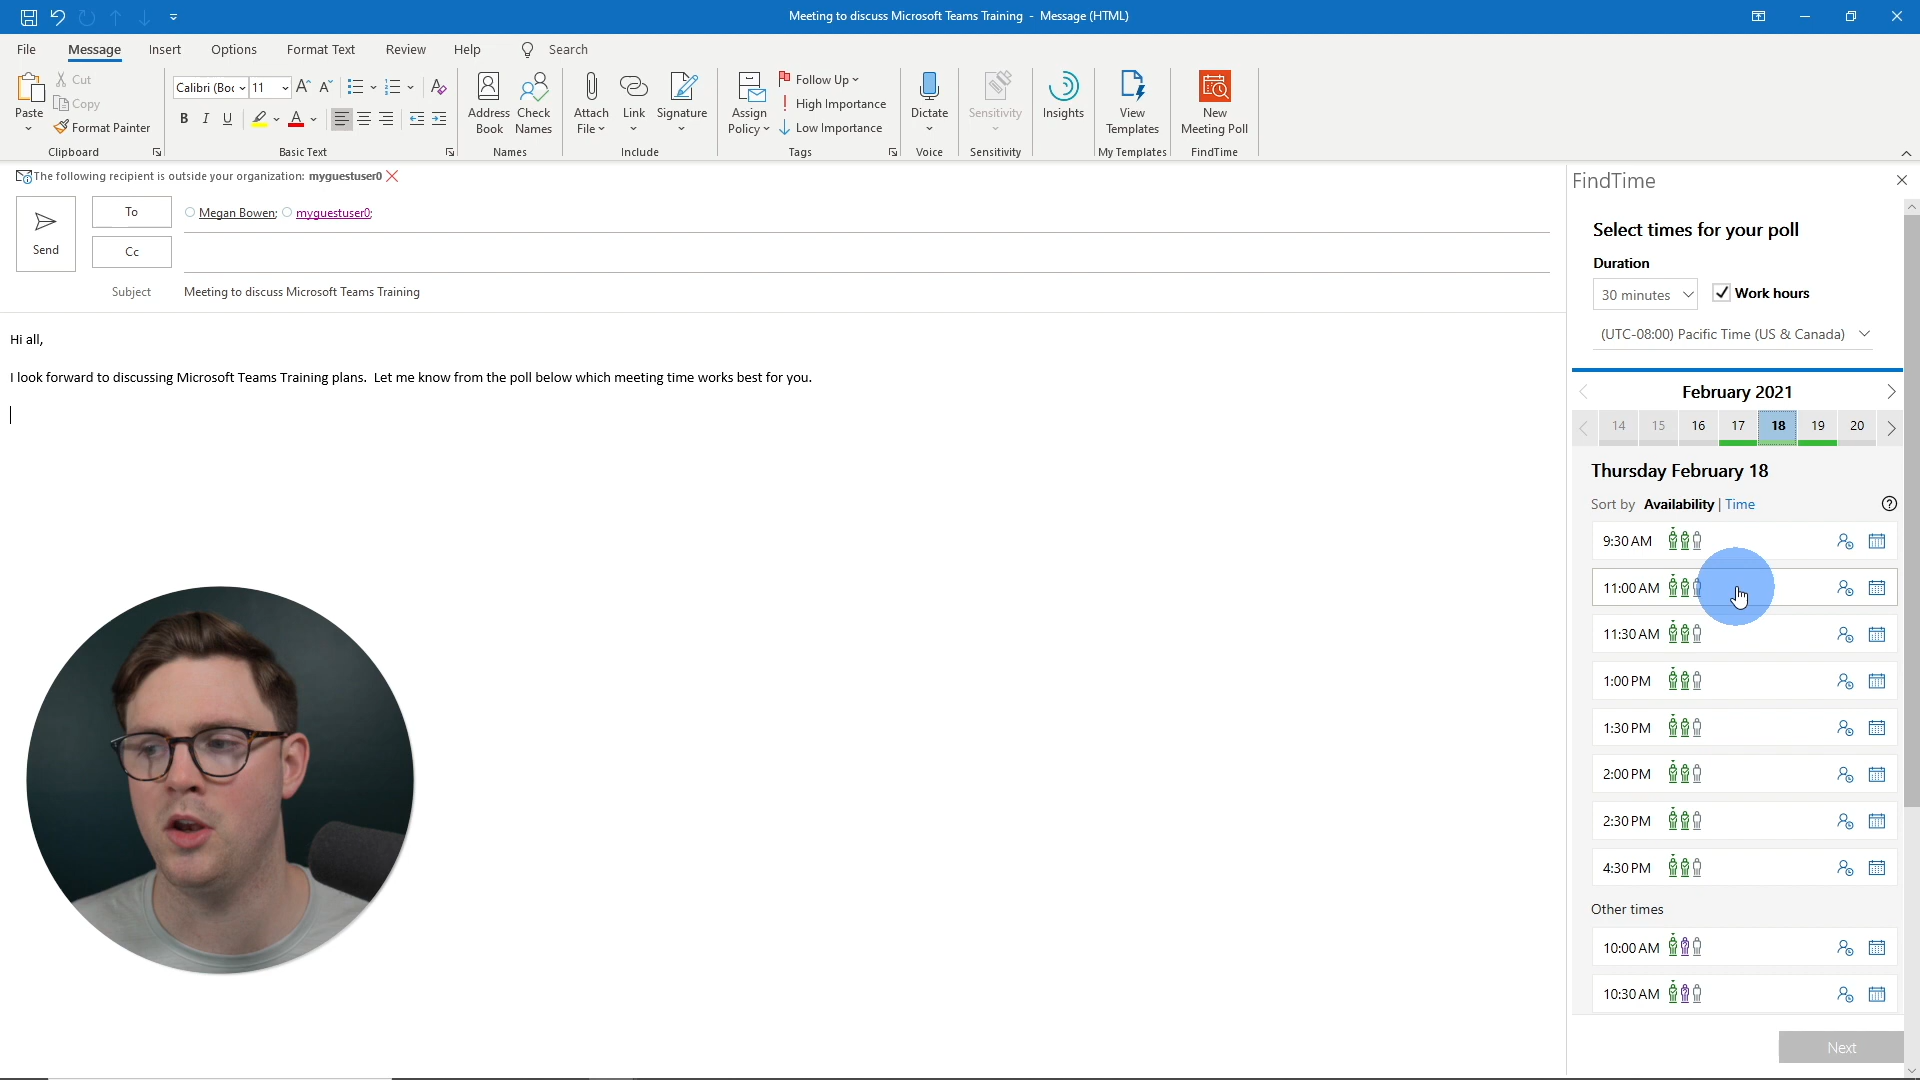 Meeting to discuss Microsoft Teams Training - Message (HTML)
File Message Insert Options Format Text Review Help Search
Paste
Cut
Copy
Format Painter
Clipboard
Calibri (Boc 11
B I U A
Basic Text
Address Book
Check Names
Names
Attach File
Link
Signature
Include
Assign Policy
Follow Up
High Importance
Low Importance
Tags
Dictate
Voice
Sensitivity
Sensitivity
Insights
View Templates
My Templates
New Meeting Poll
FindTime
The following recipient is outside your organization: myguestuser0
Send
To
Megan Bowen; myguestuser0;
Cc
Subject
Meeting to discuss Microsoft Teams Training
Hi all,
I look forward to discussing Microsoft Teams Training plans. Let me know from the poll below which meeting time works best for you.
FindTime
Select times for your poll
Duration
30 minutes
Work hours
(UTC-08:00) Pacific Time (US & Canada)
February 2021
14 15 16 17 18 19 20
Thursday February 18
Sort by Availability | Time
9:30 AM
11:00 AM
11:30 AM
1:00 PM
1:30 PM
2:00 PM
2:30 PM
4:30 PM
Other times
10:00 AM
10:30 AM
Next